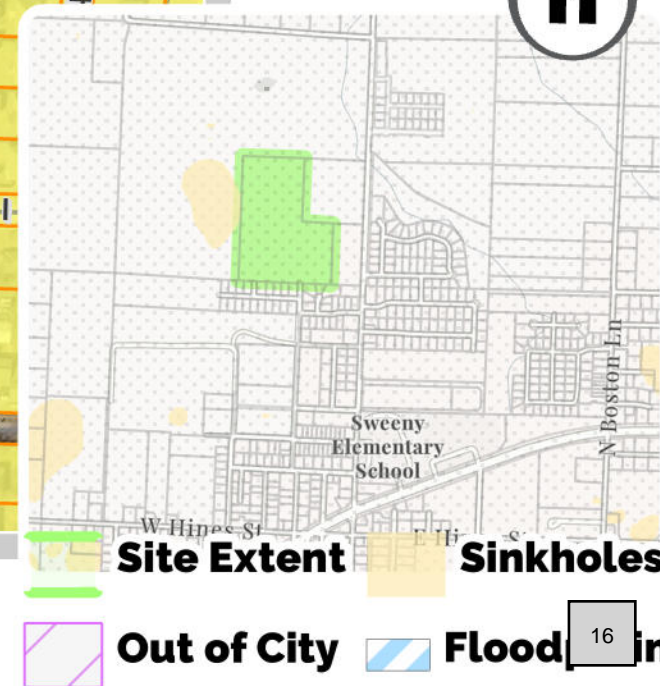 N Boston Ln
Sweeny
Elementary
School
W Hines St
Site Extent
Sinkholes
Out of City
16